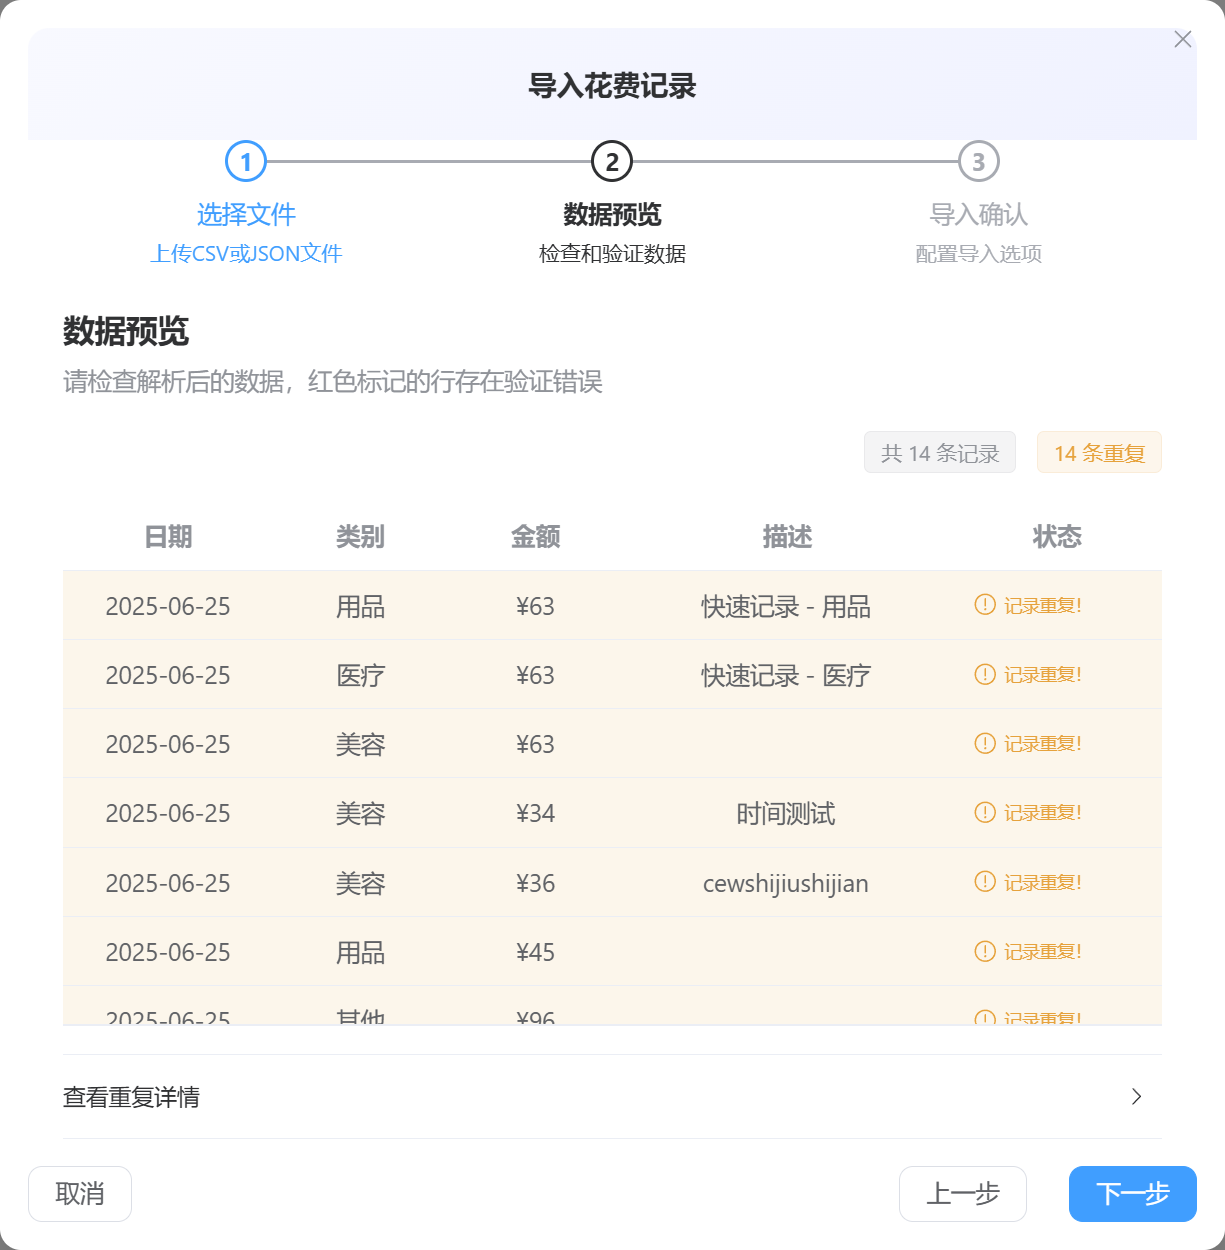 导入花费记录
1 2 3
选择文件 数据预览 导入确认
上传CSV或JSON文件 检查和验证数据 配置导入选项
数据预览
请检查解析后的数据，红色标记的行存在验证错误
共 14 条记录 14 条重复
日期 类别 金额 描述 状态
2025-06-25 用品 ¥63 快速记录 - 用品 记录重复!
2025-06-25 医疗 ¥63 快速记录 - 医疗 记录重复!
2025-06-25 美容 ¥63 记录重复!
2025-06-25 美容 ¥34 时间测试 记录重复!
2025-06-25 美容 ¥36 cewshijiushijian 记录重复!
2025-06-25 用品 ¥45 记录重复!
2025-06-25 其他 ¥96 记录重复!
查看重复详情
取消 上一步 下一步